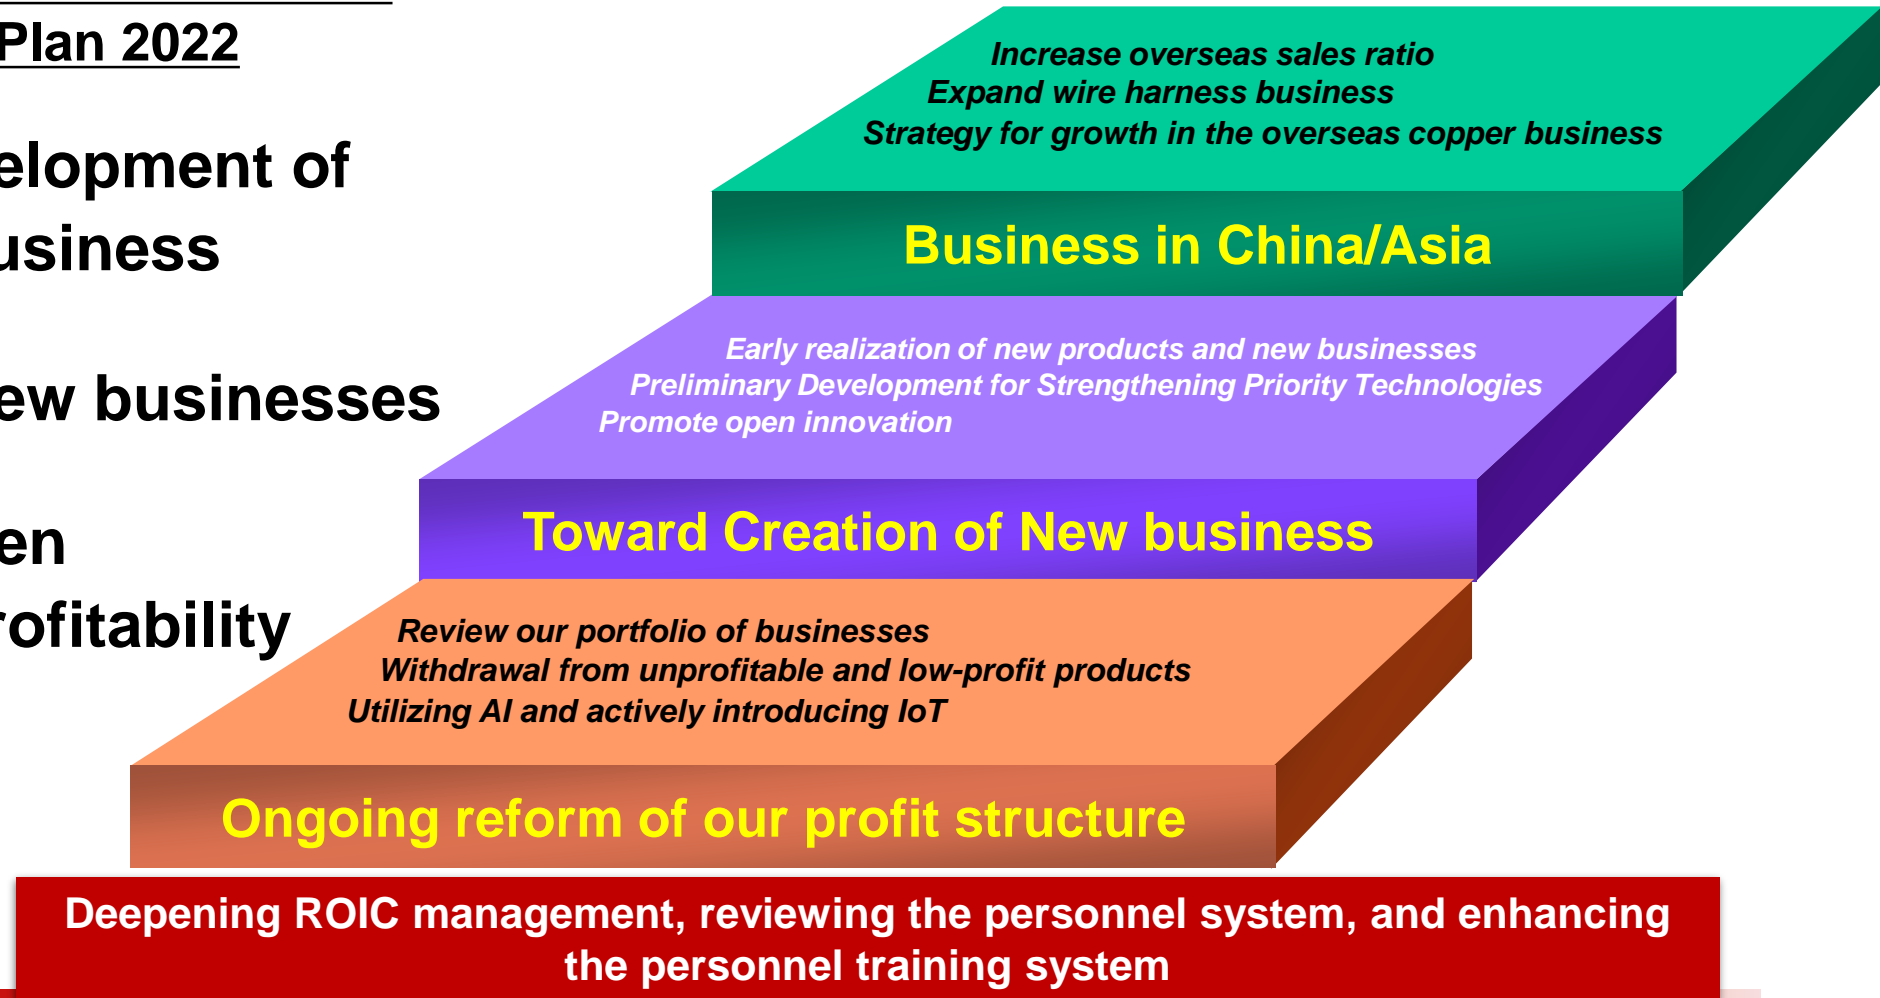 Plan 2022
elopment of
usiness
ew businesses
en
rofitability
Increase overseas sales ratio
Expand wire harness business
Strategy for growth in the overseas copper business
Business in China/Asia
Early realization of new products and new businesses
Preliminary Development for Strengthening Priority Technologies
Promote open innovation
Toward Creation of New business
Review our portfolio of businesses
Withdrawal from unprofitable and low-profit products
Utilizing AI and actively introducing IoT
Ongoing reform of our profit structure
Deepening ROIC management, reviewing the personnel system, and enhancing
the personnel training system